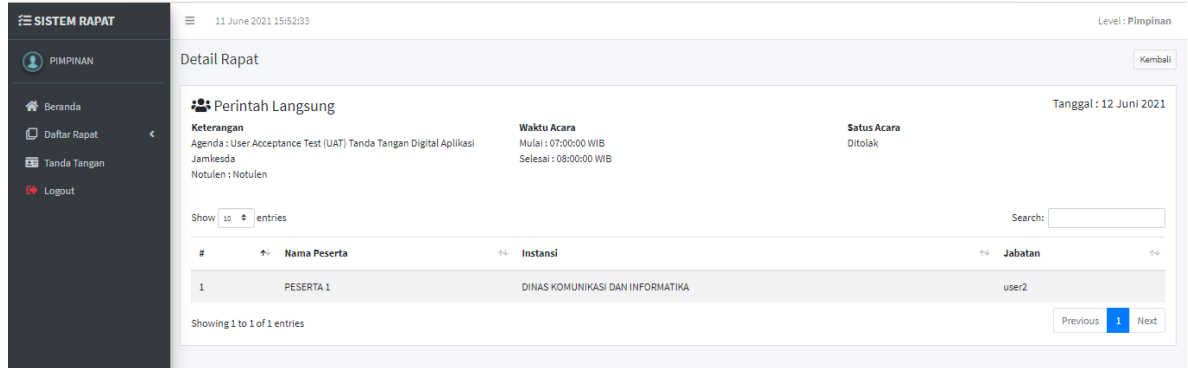 SISTEM RAPAT
11 June 2021 15:52:33
Level : Pimpinan
PIMPINAN
Beranda
Daftar Rapat
Tanda Tangan
Logout
Detail Rapat
Kembali
Perintah Langsung
Tanggal : 12 Juni 2021
Keterangan
Agenda : User Acceptance Test (UAT) Tanda Tangan Digital Aplikasi
Jamkesda
Notulen : Notulen
Waktu Acara
Mulai : 07:00:00 WIB
Selesai : 08:00:00 WIB
Satus Acara
Ditolak
Show 10 entries
Search:
# Nama Peserta Instansi Jabatan
1 PESERTA 1 DINAS KOMUNIKASI DAN INFORMATIKA user2
Showing 1 to 1 of 1 entries
Previous 1 Next